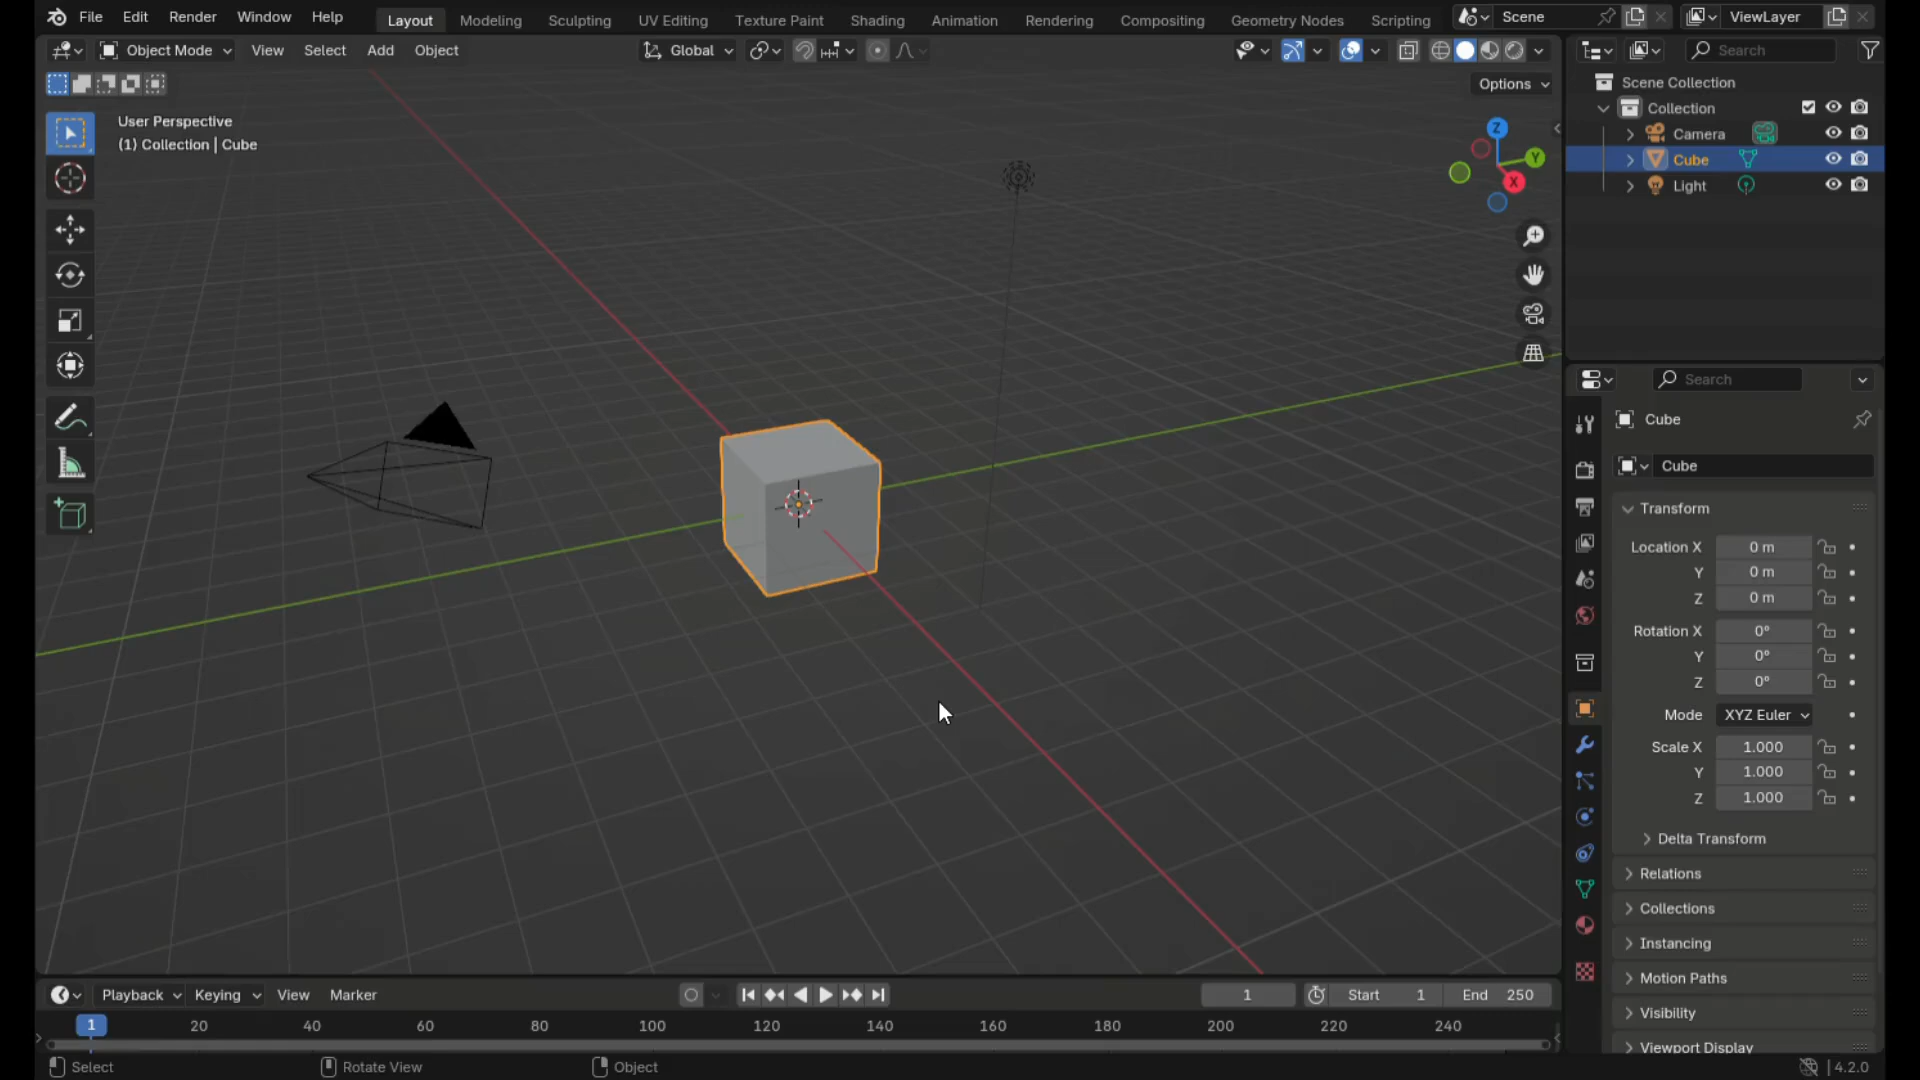 File Edit Render Window Help Layout Modeling Sculpting UV Editing Texture Paint Shading Animation Rendering Compositing Geometry Nodes Scripting Scene ViewLayer
Object Mode View Select Add Object Global Search
Options
User Perspective
(1) Collection | Cube
Z
Y
X
Scene Collection
Collection
Camera
Cube
Light
Search
Cube
Cube
Transform
Location X 0 m
Y 0 m
Z 0 m
Rotation X 0°
Y 0°
Z 0°
Mode XYZ Euler
Scale X 1.000
Y 1.000
Z 1.000
Delta Transform
Relations
Collections
Instancing
Motion Paths
Visibility
Viewport Display
Playback Keying View Marker 1 Start 1 End 250
1 20 40 60 80 100 120 140 160 180 200 220 240
Select Rotate View Object 4.2.0